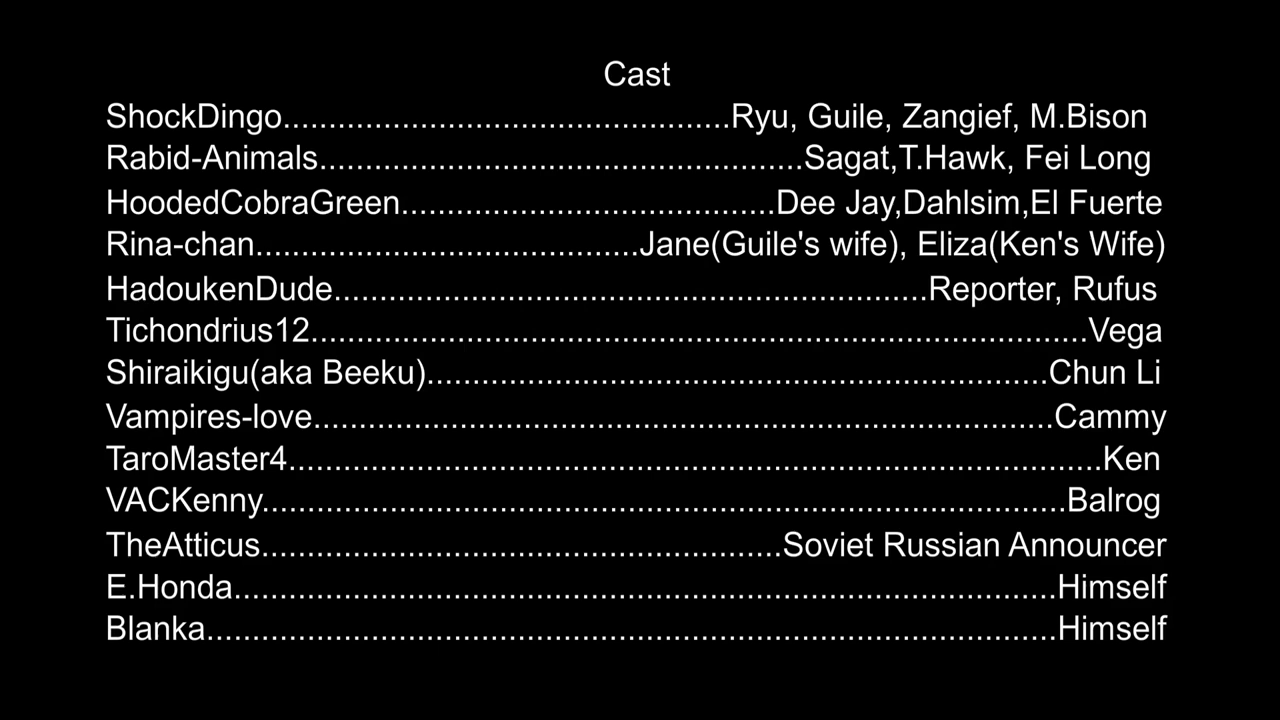 Cast
ShockDingo.................................................Ryu, Guile, Zangief, M.Bison
Rabid-Animals.....................................................Sagat,T.Hawk, Fei Long
HoodedCobraGreen.........................................Dee Jay,Dahlsim,El Fuerte
Rina-chan..........................................Jane(Guile's wife), Eliza(Ken's Wife)
HadoukenDude.................................................................Reporter, Rufus
Tichondrius12.....................................................................................Vega
Shiraikigu(aka Beeku)....................................................................Chun Li
Vampires-love.................................................................................Cammy
TaroMaster4.........................................................................................Ken
VACKenny........................................................................................Balrog
TheAtticus.........................................................Soviet Russian Announcer
E.Honda..........................................................................................Himself
Blanka.............................................................................................Himself